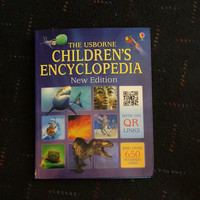 THE USBORNE
CHILDREN'S
ENCYCLOPEDIA
New Edition
WITH
QR
LINKS
650